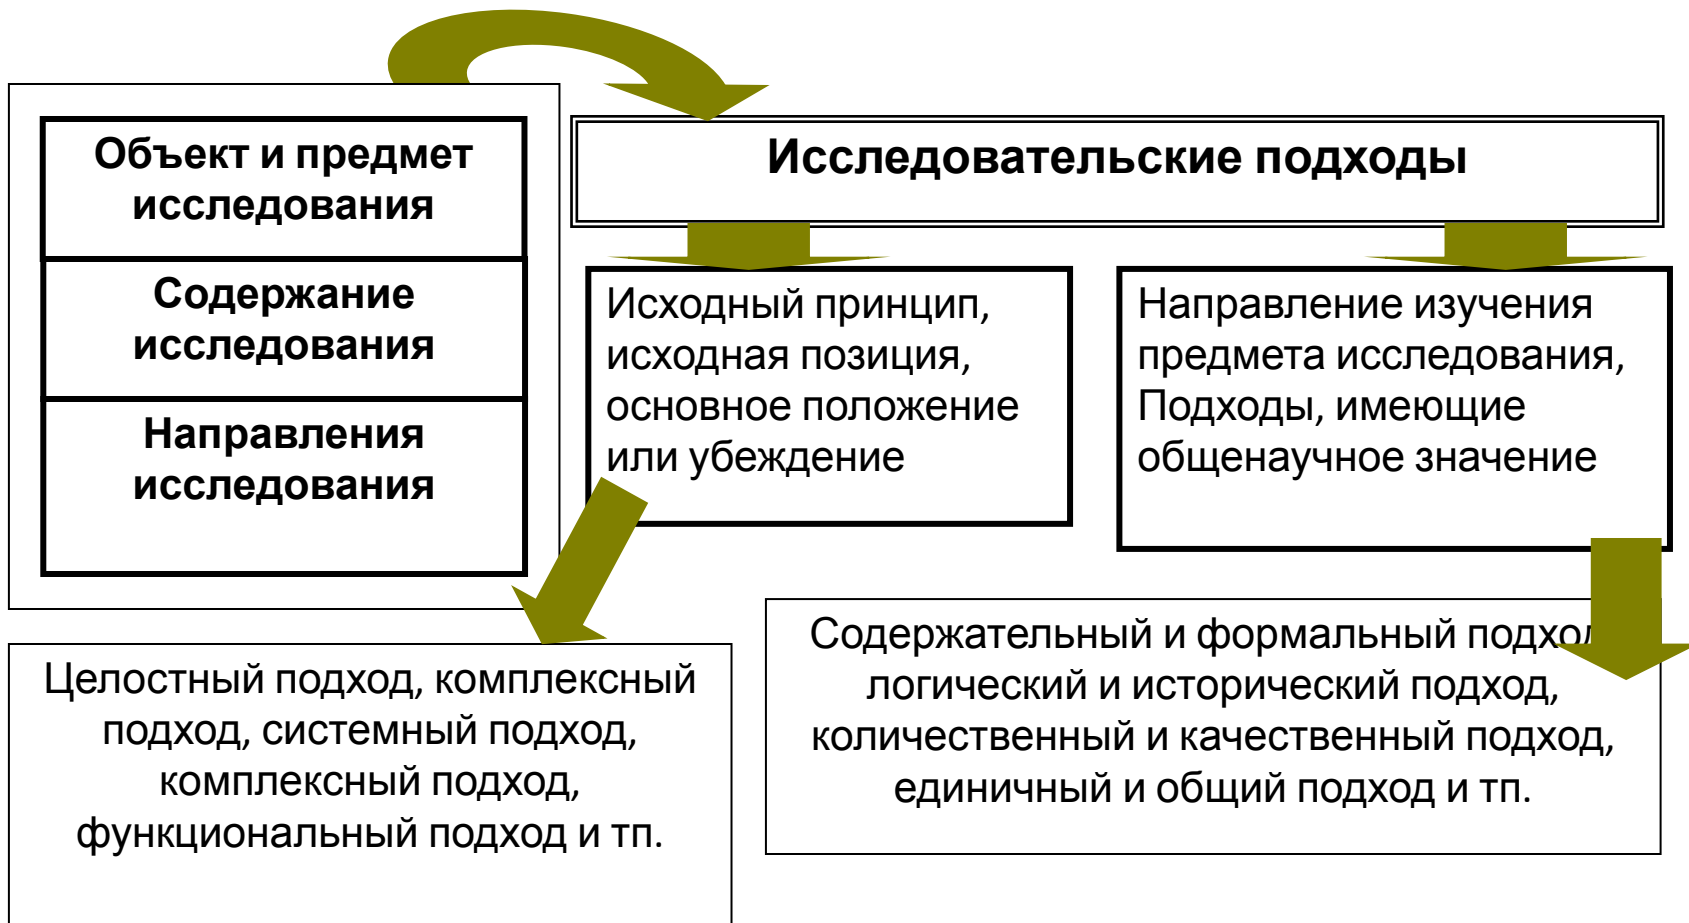 Объект и предмет
исследования
Содержание
исследования
Направления
исследования
Исследовательские подходы
Исходный принцип,
исходная позиция,
основное положение
или убеждение
Направление изучения
предмета исследования,
Подходы, имеющие
общенаучное значение
Целостный подход, комплексный
подход, системный подход,
комплексный подход,
функциональный подход и тп.
Содержательный и формальный подход
логический и исторический подход,
количественный и качественный подход,
единичный и общий подход и тп.